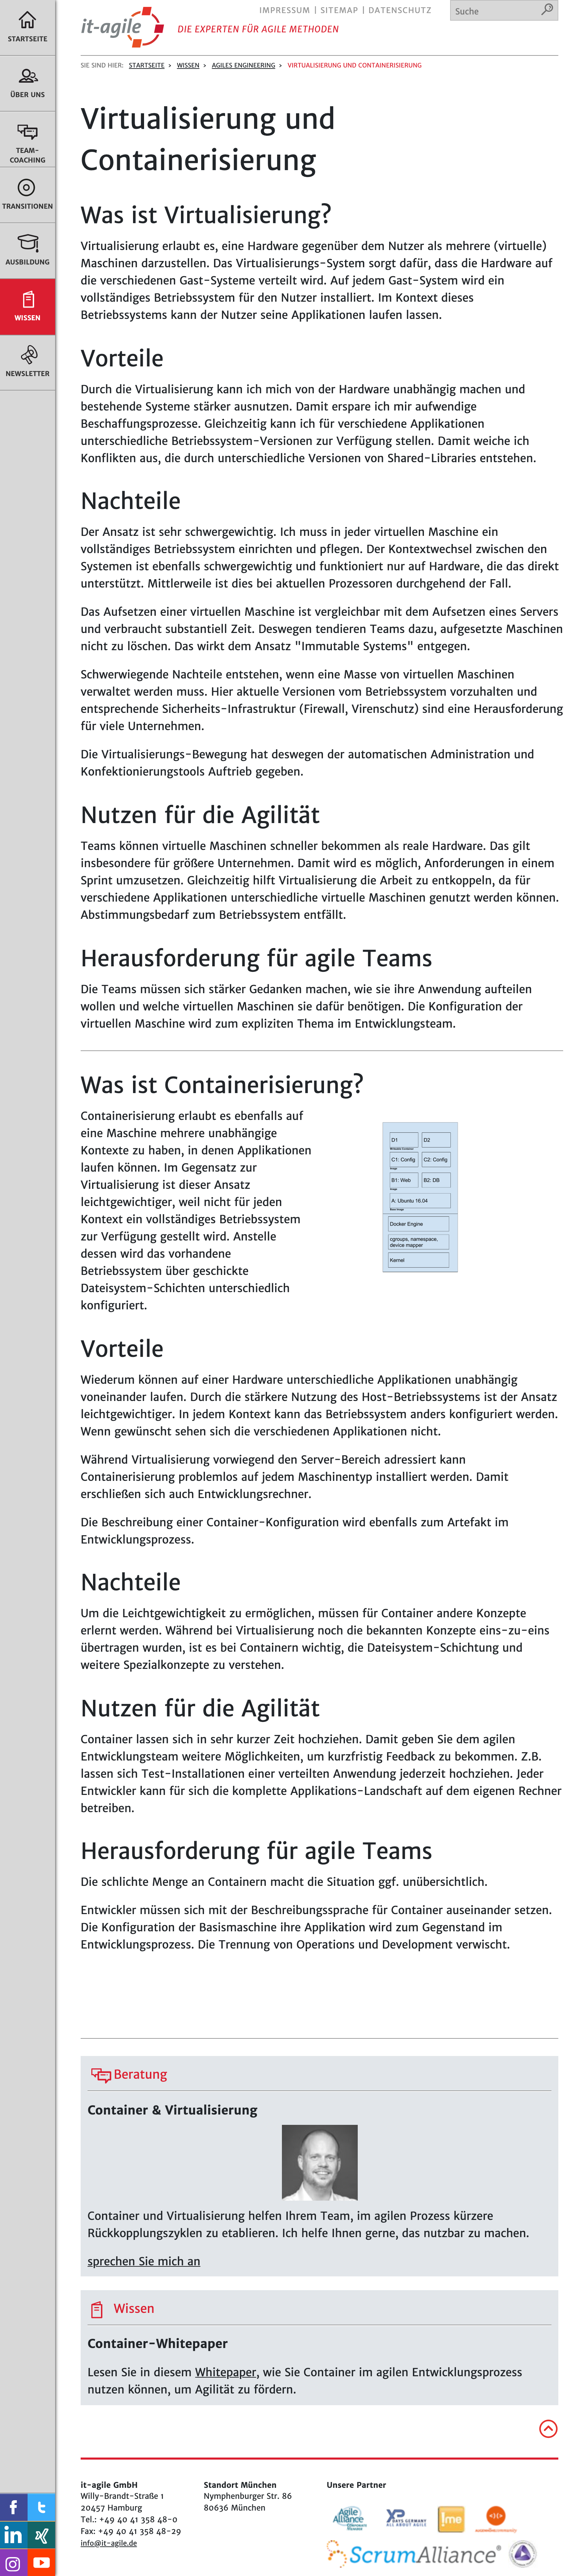 STARTSEITE
ÜBER UNS
TEAM-
COACHING
TRANSITIONEN
AUSBILDUNG
WISSEN
NEWSLETTER
it-agile
DIE EXPERTEN FÜR AGILE METHODEN
IMPRESSUM | SITEMAP | DATENSCHUTZ
Suche
SIE SIND HIER: STARTSEITE › WISSEN › AGILES ENGINEERING › VIRTUALISIERUNG UND CONTAINERISIERUNG
Virtualisierung und
Containerisierung
Was ist Virtualisierung?
Virtualisierung erlaubt es, eine Hardware gegenüber dem Nutzer als mehrere (virtuelle)
Machinen darzustellen. Das Virtualisierungs-System sorgt dafür, dass die Hardware auf
die verschiedenen Gast-Systeme verteilt wird. Auf jedem Gast-System wird ein
vollständiges Betriebssystem für den Nutzer installiert. Im Kontext dieses
Betriebssystems kann der Nutzer seine Applikationen laufen lassen.
Vorteile
Durch die Virtualisierung kann ich mich von der Hardware unabhängig machen und
bestehende Systeme stärker ausnutzen. Damit erspare ich mir aufwendige
Beschaffungsprozesse. Gleichzeitig kann ich für verschiedene Applikationen
unterschiedliche Betriebssystem-Versionen zur Verfügung stellen. Damit weiche ich
Konflikten aus, die durch unterschiedliche Versionen von Shared-Libraries entstehen.
Nachteile
Der Ansatz ist sehr schwergewichtig. Ich muss in jeder virtuellen Maschine ein
vollständiges Betriebssystem einrichten und pflegen. Der Kontextwechsel zwischen den
Systemen ist ebenfalls schwergewichtig und funktioniert nur auf Hardware, die das direkt
unterstützt. Mittlerweile ist dies bei aktuellen Prozessoren durchgehend der Fall.
Das Aufsetzen einer virtuellen Maschine ist vergleichbar mit dem Aufsetzen eines Servers
und verbraucht substantiell Zeit. Deswegen tendieren Teams dazu, aufgesetzte Maschinen
nicht zu löschen. Das wirkt dem Ansatz "Immutable Systems" entgegen.
Schwerwiegende Nachteile entstehen, wenn eine Masse von virtuellen Maschinen
verwaltet werden muss. Hier aktuelle Versionen vom Betriebssystem vorzuhalten und
entsprechende Sicherheits-Infrastruktur (Firewall, Virenschutz) sind eine Herausforderung
für viele Unternehmen.
Die Virtualisierungs-Bewegung hat deswegen der automatischen Administration und
Konfektionierungstools Auftrieb gegeben.
Nutzen für die Agilität
Teams können virtuelle Maschinen schneller bekommen als reale Hardware. Das gilt
insbesondere für größere Unternehmen. Damit wird es möglich, Anforderungen in einem
Sprint umzusetzen. Gleichzeitig hilft Virtualisierung die Arbeit zu entkoppeln, da für
verschiedene Applikationen unterschiedliche virtuelle Maschinen genutzt werden können.
Abstimmungsbedarf zum Betriebssystem entfällt.
Herausforderung für agile Teams
Die Teams müssen sich stärker Gedanken machen, wie sie ihre Anwendung aufteilen
wollen und welche virtuellen Maschinen sie dafür benötigen. Die Konfiguration der
virtuellen Maschine wird zum expliziten Thema im Entwicklungsteam.
Was ist Containerisierung?
Containerisierung erlaubt es ebenfalls auf
eine Maschine mehrere unabhängige
Kontexte zu haben, in denen Applikationen
laufen können. Im Gegensatz zur
Virtualisierung ist dieser Ansatz
leichtgewichtiger, weil nicht für jeden
Kontext ein vollständiges Betriebssystem
zur Verfügung gestellt wird. Anstelle
dessen wird das vorhandene
Betriebssystem über geschickte
Dateisystem-Schichten unterschiedlich
konfiguriert.
D1
D2
C1: Config
C2: Config
B1: Web
B2: DB
A: Ubuntu 16.04
Docker Engine
cgroups, namespace,
device mapper
Kernel
Vorteile
Wiederum können auf einer Hardware unterschiedliche Applikationen unabhängig
voneinander laufen. Durch die stärkere Nutzung des Host-Betriebssystems ist der Ansatz
leichtgewichtiger. In jedem Kontext kann das Betriebssystem anders konfiguriert werden.
Wenn gewünscht sehen sich die verschiedenen Applikationen nicht.
Während Virtualisierung vorwiegend den Server-Bereich adressiert kann
Containerisierung problemlos auf jedem Maschinentyp installiert werden. Damit
erschließen sich auch Entwicklungsrechner.
Die Beschreibung einer Container-Konfiguration wird ebenfalls zum Artefakt im
Entwicklungsprozess.
Nachteile
Um die Leichtgewichtigkeit zu ermöglichen, müssen für Container andere Konzepte
erlernt werden. Während bei Virtualisierung noch die bekannten Konzepte eins-zu-eins
übertragen wurden, ist es bei Containern wichtig, die Dateisystem-Schichtung und
weitere Spezialkonzepte zu verstehen.
Nutzen für die Agilität
Container lassen sich in sehr kurzer Zeit hochziehen. Damit geben Sie dem agilen
Entwicklungsteam weitere Möglichkeiten, um kurzfristig Feedback zu bekommen. Z.B.
lassen sich Test-Installationen einer verteilten Anwendung jederzeit hochziehen. Jeder
Entwickler kann für sich die komplette Applikations-Landschaft auf dem eigenen Rechner
betreiben.
Herausforderung für agile Teams
Die schlichte Menge an Containern macht die Situation ggf. unübersichtlich.
Entwickler müssen sich mit der Beschreibungssprache für Container auseinander setzen.
Die Konfiguration der Basismaschine ihre Applikation wird zum Gegenstand im
Entwicklungsprozess. Die Trennung von Operations und Development verwischt.
Beratung
Container & Virtualisierung
Container und Virtualisierung helfen Ihrem Team, im agilen Prozess kürzere
Rückkopplungszyklen zu etablieren. Ich helfe Ihnen gerne, das nutzbar zu machen.
sprechen Sie mich an
Wissen
Container-Whitepaper
Lesen Sie in diesem Whitepaper, wie Sie Container im agilen Entwicklungsprozess
nutzen können, um Agilität zu fördern.
it-agile GmbH
Willy-Brandt-Straße 1
20457 Hamburg
Tel.: +49 40 41 358 48-0
Fax: +49 40 41 358 48-29
info@it-agile.de
Standort München
Nymphenburger Str. 86
80636 München
Unsere Partner
Agile
Alliance
XP DAYS GERMANY
ALL ABOUT AGILE
ime
ScrumAlliance®